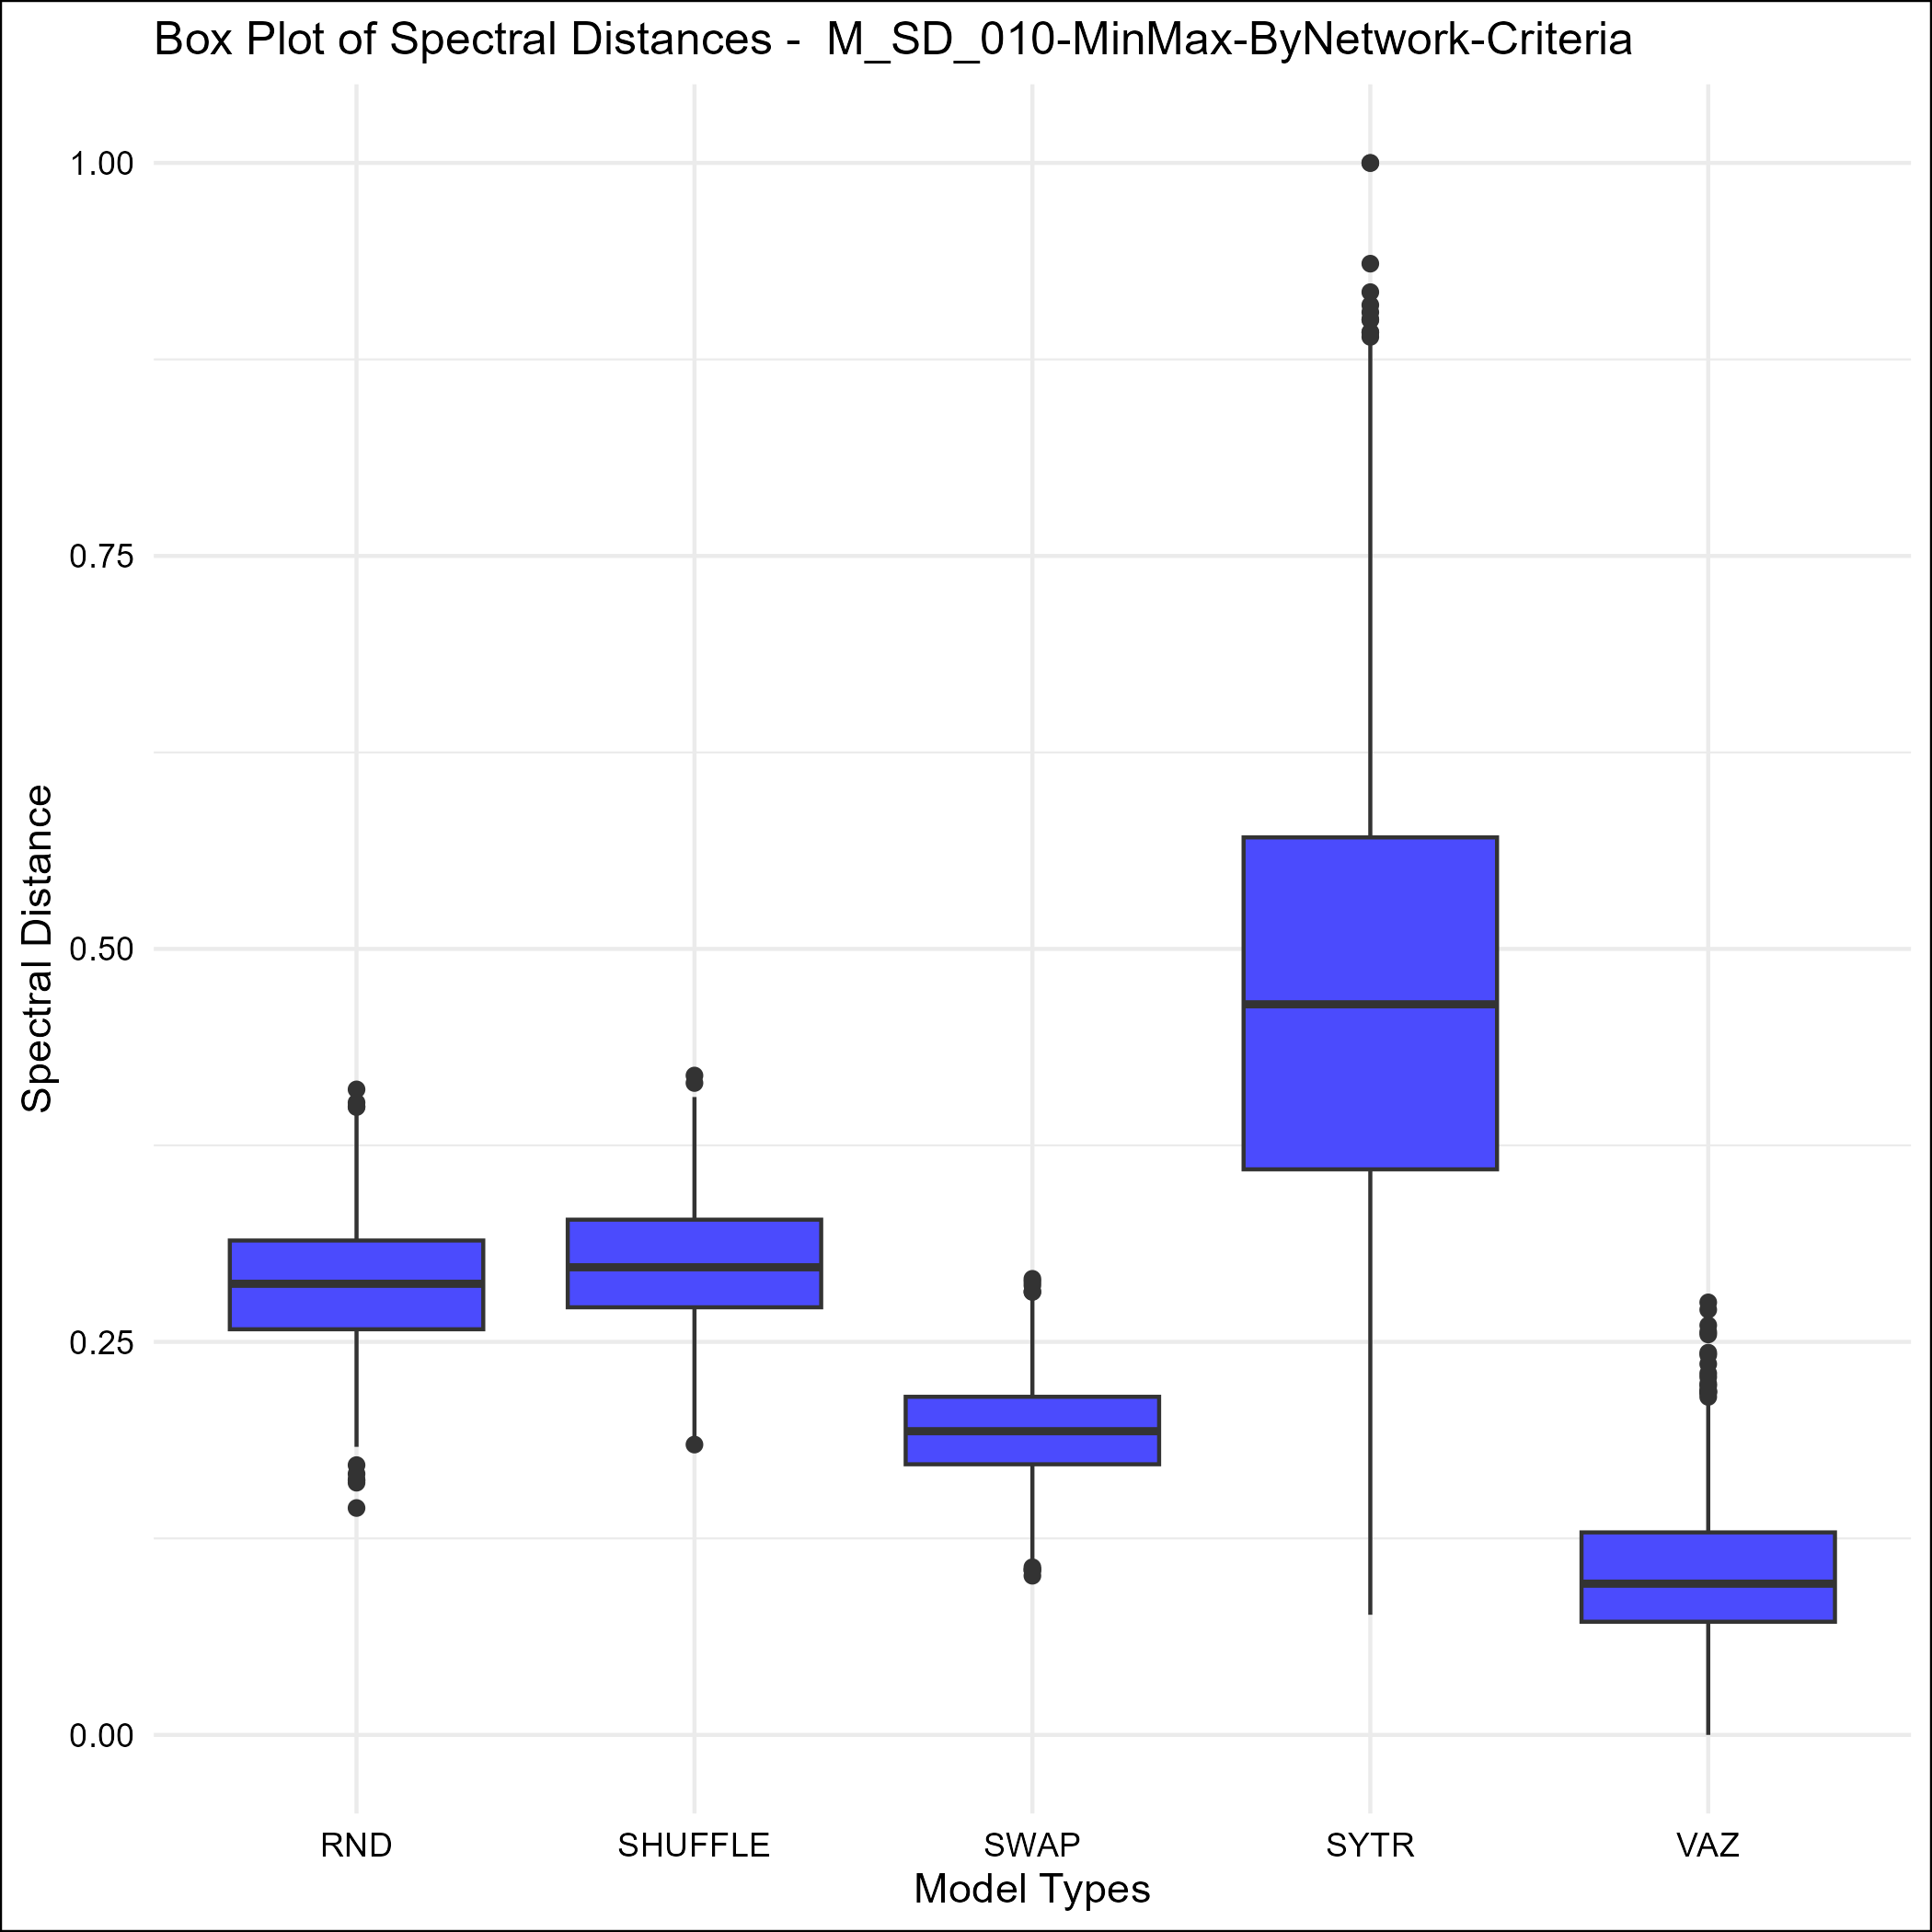 Box Plot of Spectral Distances -  M_SD_010-MinMax-ByNetwork-Criteria
1.00
0.75
0.50
0.25
0.00
Spectral Distance
RND SHUFFLE SWAP SYTR VAZ
Model Types